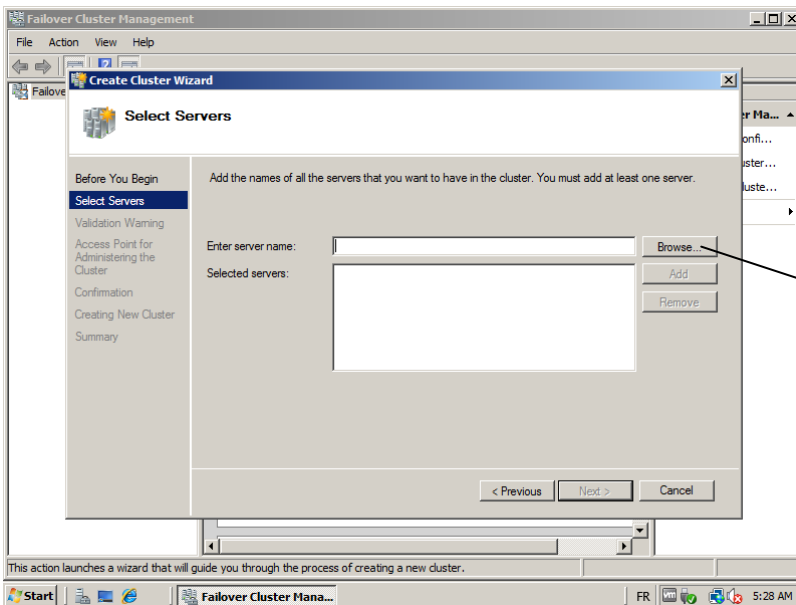 Failover Cluster Management
File Action View Help
Failove
Create Cluster Wizard
Select Servers
er Ma...
onfi...
uster...
luste...
Before You Begin
Select Servers
Validation Warning
Access Point for
Administering the
Cluster
Confirmation
Creating New Cluster
Summary
Add the names of all the servers that you want to have in the cluster. You must add at least one server.
Enter server name:
Browse...
Selected servers:
Add
Remove
< Previous
Next >
Cancel
This action launches a wizard that will guide you through the process of creating a new cluster.
Start
Failover Cluster Mana...
FR
5:28 AM